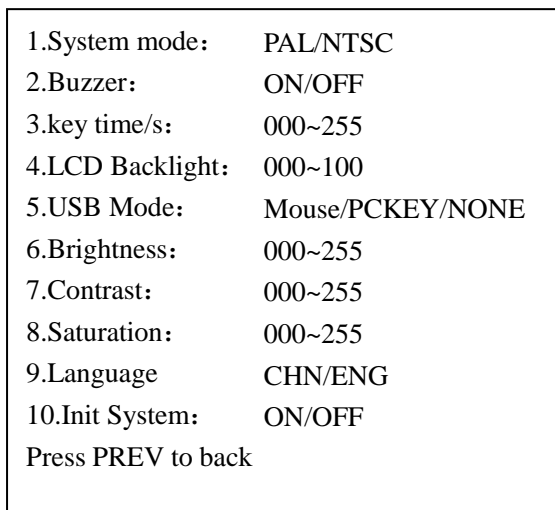 1.System mode： PAL/NTSC
2.Buzzer： ON/OFF
3.key time/s： 000~255
4.LCD Backlight： 000~100
5.USB Mode： Mouse/PCKEY/NONE
6.Brightness： 000~255
7.Contrast： 000~255
8.Saturation： 000~255
9.Language CHN/ENG
10.Init System： ON/OFF
Press PREV to back